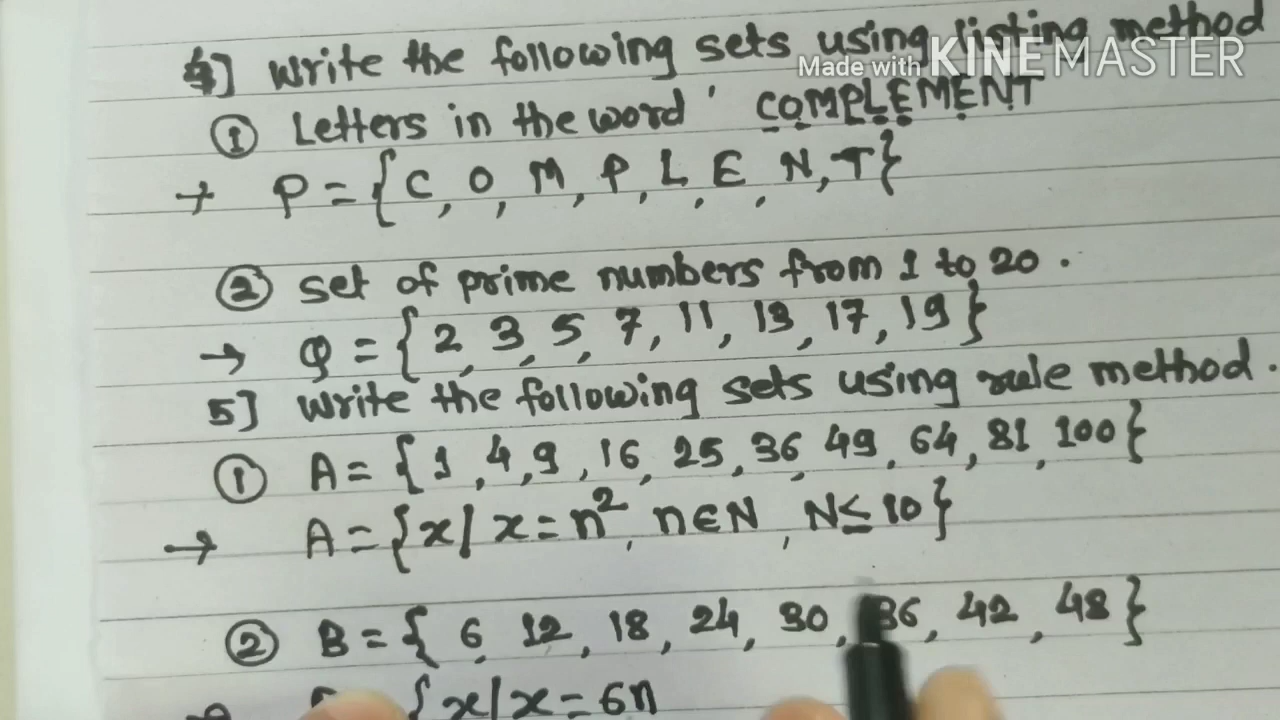 4] Write the following sets using listing method
Made with KINEMASTER
① Letters in the word ' COMPLEMENT
→ P = {C, O, M, P, L, E, N, T}
② set of prime numbers from 1 to 20.
→ Q = {2, 3, 5, 7, 11, 13, 17, 19}
5] Write the following sets using rule method.
① A = {1, 4, 9, 16, 25, 36, 49, 64, 81, 100}
→ A = {x | x = n², n∈N, N≤10}
② B = {6, 12, 18, 24, 30, 36, 42, 48}
{x | x = 6n